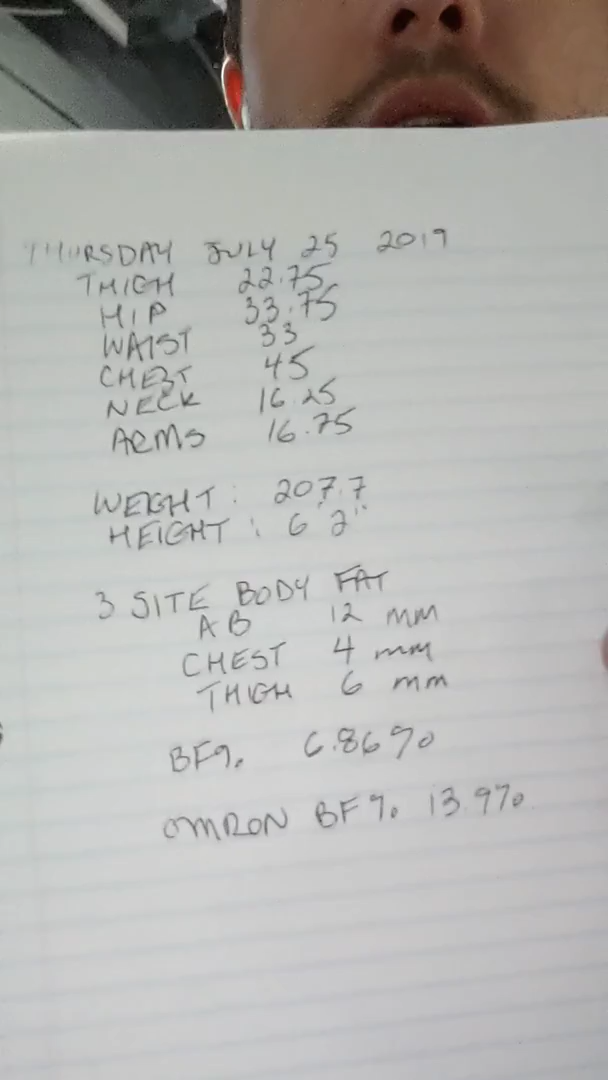 THURSDAY JULY 25 2019
THIGH 22.75
HIP 33.75
WAIST 33
CHEST 45
NECK 16.25
ARMS 16.75
WEIGHT: 207.7
HEIGHT: 6'2"
3 SITE BODY FAT
AB 12 mm
CHEST 4 mm
THIGH 6 mm
BF% 6.86%
OMRON BF% 13.9%